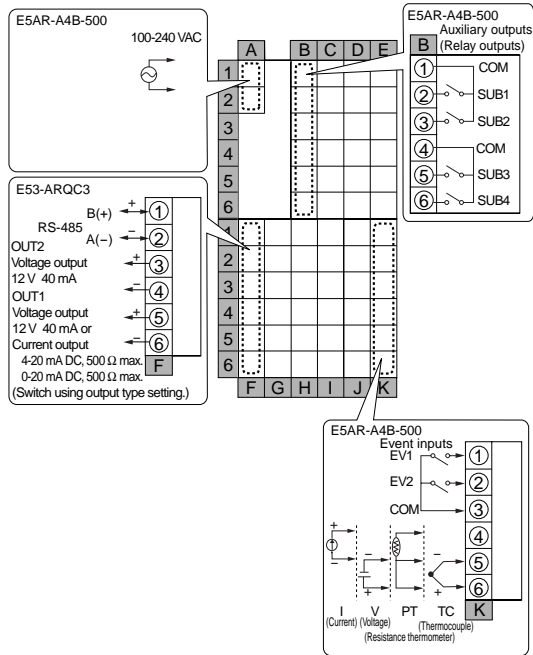 E5AR-A4B-500
100-240 VAC
A B C D E
1
2
3
4
5
6
1
2
3
4
5
6
F G H I J K
E5AR-A4B-500
Auxiliary outputs
(Relay outputs)
B
1 COM
2 SUB1
3 SUB2
4 COM
5 SUB3
6 SUB4
E53-ARQC3
+
B(+) 1
RS-485
−
A(−) 2
OUT2
Voltage output + 3
12 V 40 mA
− 4
OUT1
Voltage output + 5
12 V 40 mA or
Current output − 6
4-20 mA DC, 500 Ω max.
0-20 mA DC, 500 Ω max.
F
(Switch using output type setting.)
E5AR-A4B-500
Event inputs
EV1 1
EV2 2
COM 3
4
+ − − 5
− + + 6
I V PT TC K
(Current) (Voltage) (Thermocouple)
(Resistance thermometer)